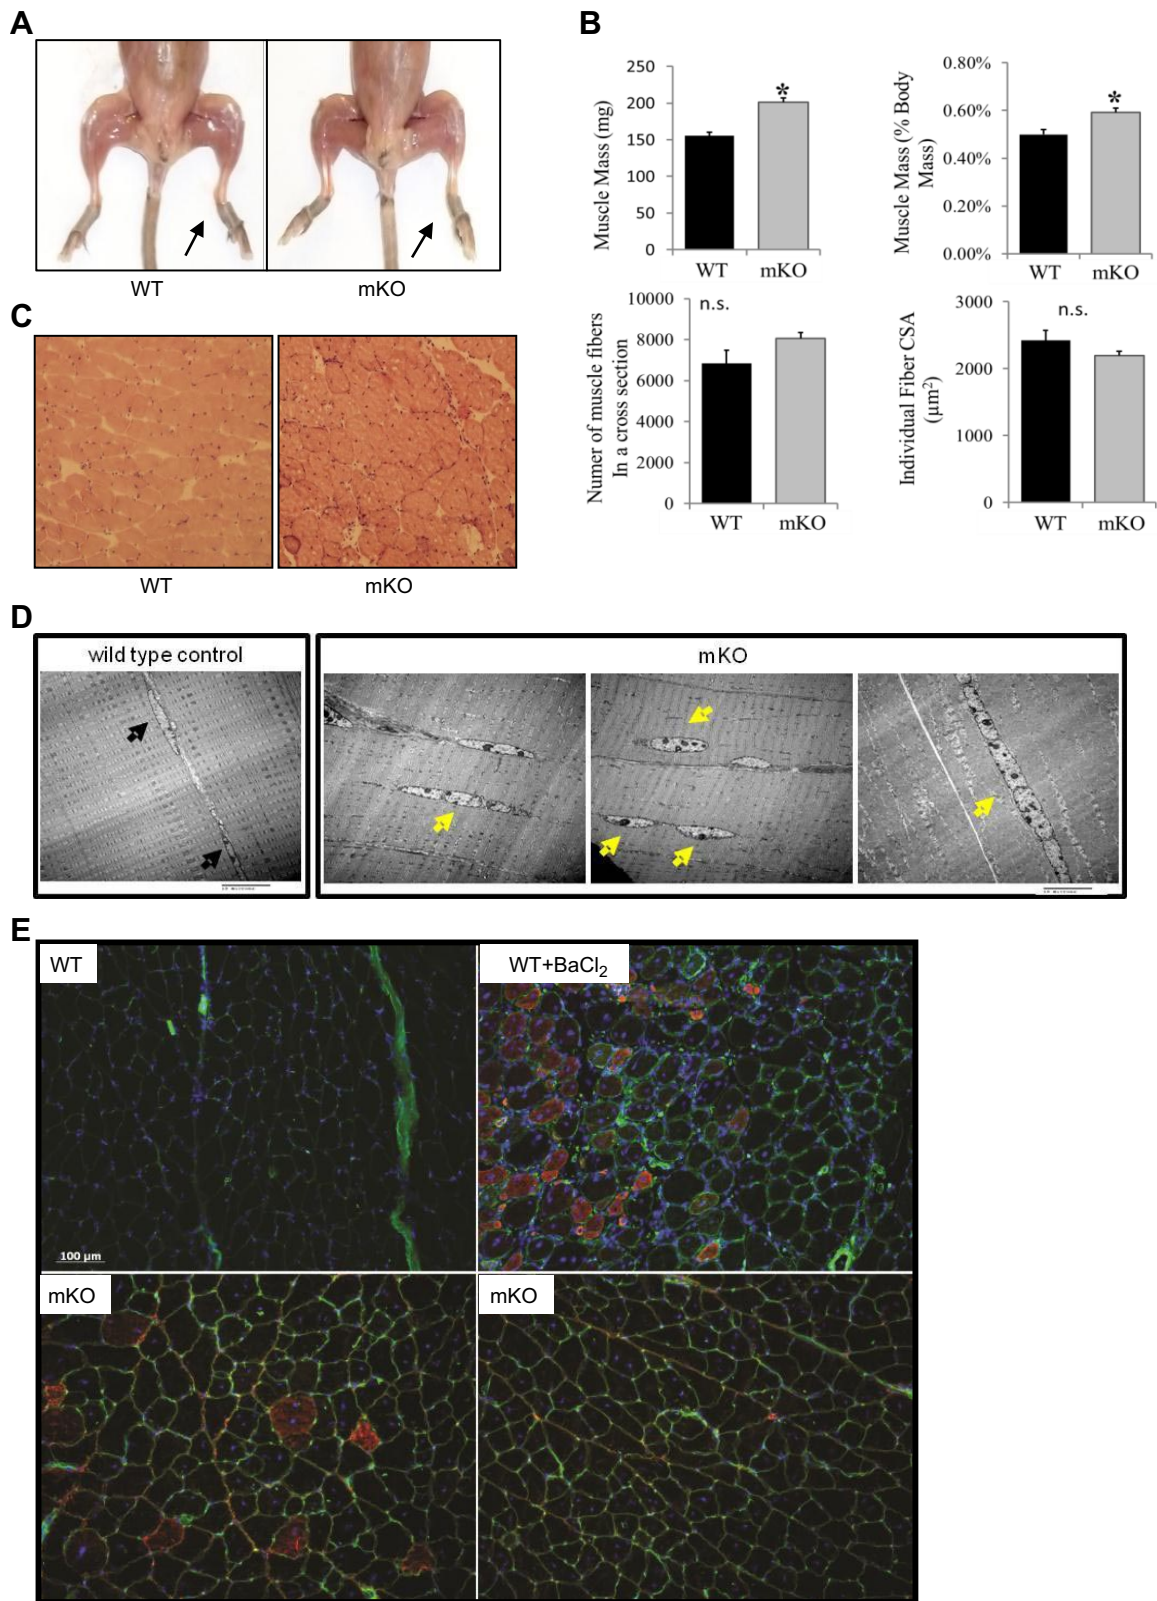 A
B
WT
mKO
250
200
150
100
50
0
Muscle Mass (mg)
*
WT
mKO
0.80%
0.60%
0.40%
0.20%
0.00%
Muscle Mass (% Body
Mass)
*
WT
mKO
10000
8000
6000
4000
2000
0
Numer of muscle fibers
In a cross section
n.s.
WT
mKO
3000
2000
1000
0
Individual Fiber CSA
(μm²)
n.s.
WT
mKO
C
WT
mKO
D
wild type control
mKO
E
WT
WT+BaCl₂
100 μm
mKO
mKO